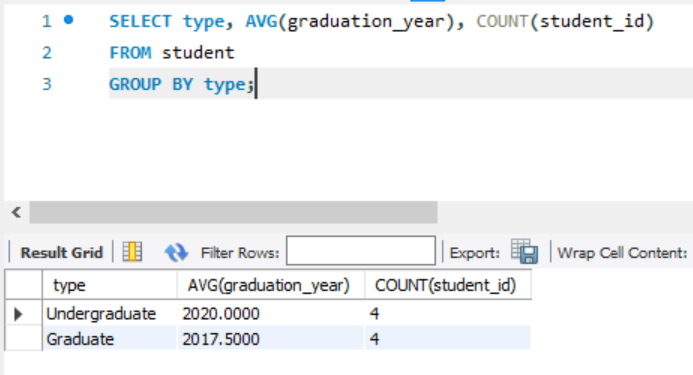 1 SELECT type, AVG(graduation_year), COUNT(student_id)
2 FROM student
3 GROUP BY type;
Result Grid Filter Rows: Export: Wrap Cell Content:
type AVG(graduation_year) COUNT(student_id)
Undergraduate 2020.0000 4
Graduate 2017.5000 4